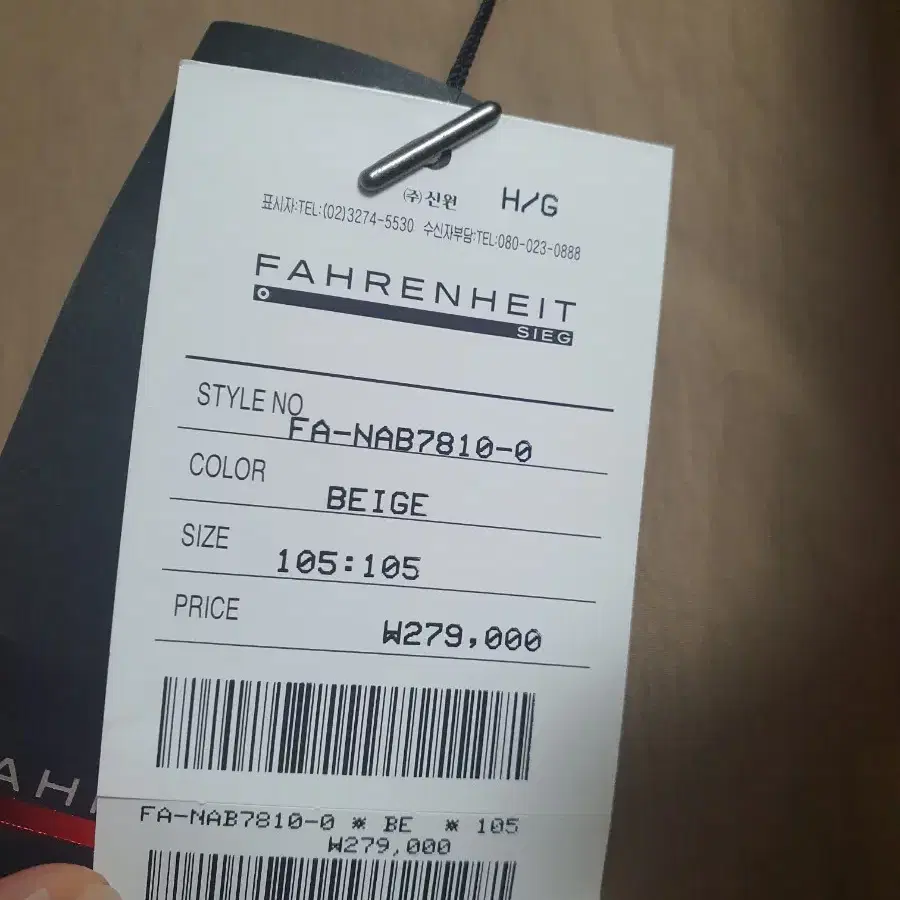 (주)신원 H/G
표시자:TEL:(02)3274-5530 수신자부담:TEL:080-023-0888
FAHRENHEIT
SIEG
STYLE NO
FA-NAB7810-0
COLOR
BEIGE
SIZE
105:105
PRICE
₩279,000
FA-NAB7810-0 * BE * 105
₩279,000
AH